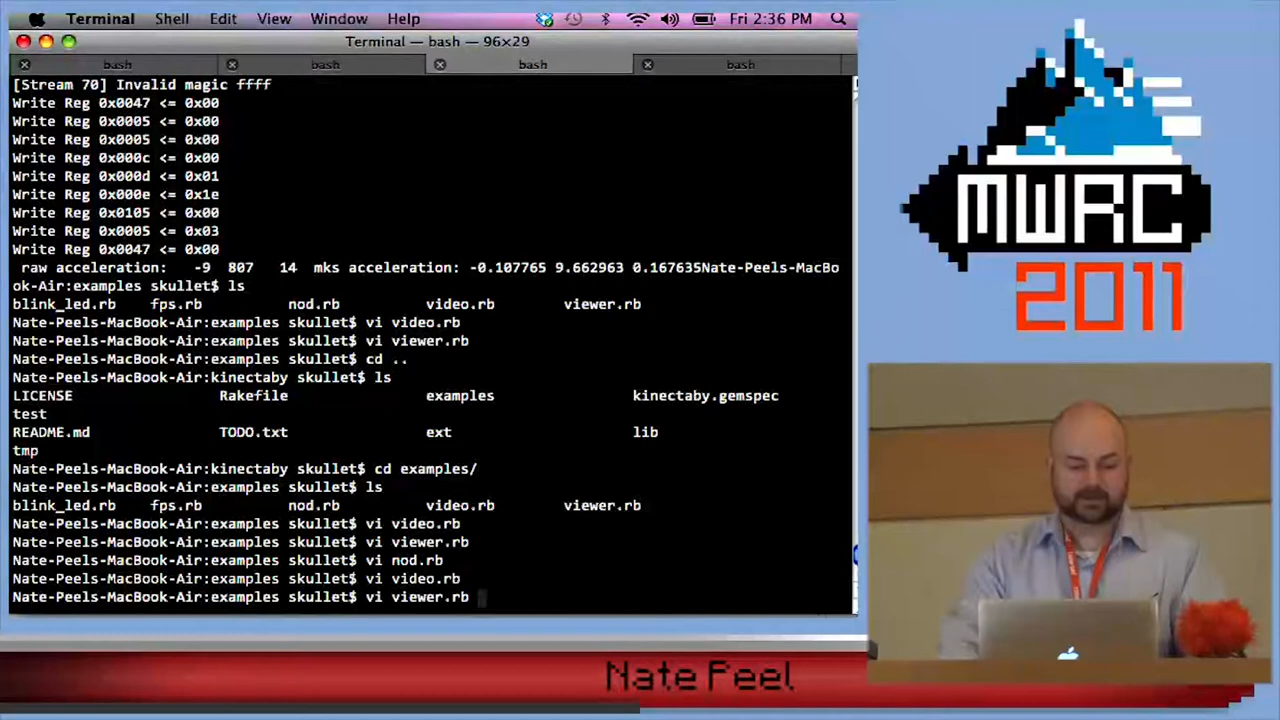 Terminal Shell Edit View Window Help Fri 2:36 PM
Terminal — bash — 96×29
bash bash bash bash
[Stream 70] Invalid magic ffff
Write Reg 0x0047 <= 0x00
Write Reg 0x0005 <= 0x00
Write Reg 0x0005 <= 0x00
Write Reg 0x000c <= 0x00
Write Reg 0x000d <= 0x01
Write Reg 0x000e <= 0x1e
Write Reg 0x0105 <= 0x00
Write Reg 0x0005 <= 0x03
Write Reg 0x0047 <= 0x00
raw acceleration: -9 807 14 mks acceleration: -0.107765 9.662963 0.167635Nate-Peels-MacBo
ok-Air:examples skullet$ ls
blink_led.rb fps.rb nod.rb video.rb viewer.rb
Nate-Peels-MacBook-Air:examples skullet$ vi video.rb
Nate-Peels-MacBook-Air:examples skullet$ vi viewer.rb
Nate-Peels-MacBook-Air:examples skullet$ cd ..
Nate-Peels-MacBook-Air:kinectaby skullet$ ls
LICENSE Rakefile examples kinectaby.gemspec
test
README.md TODO.txt ext lib
tmp
Nate-Peels-MacBook-Air:kinectaby skullet$ cd examples/
Nate-Peels-MacBook-Air:examples skullet$ ls
blink_led.rb fps.rb nod.rb video.rb viewer.rb
Nate-Peels-MacBook-Air:examples skullet$ vi video.rb
Nate-Peels-MacBook-Air:examples skullet$ vi viewer.rb
Nate-Peels-MacBook-Air:examples skullet$ vi nod.rb
Nate-Peels-MacBook-Air:examples skullet$ vi video.rb
Nate-Peels-MacBook-Air:examples skullet$ vi viewer.rb
MWRC
2011
Nate Peel